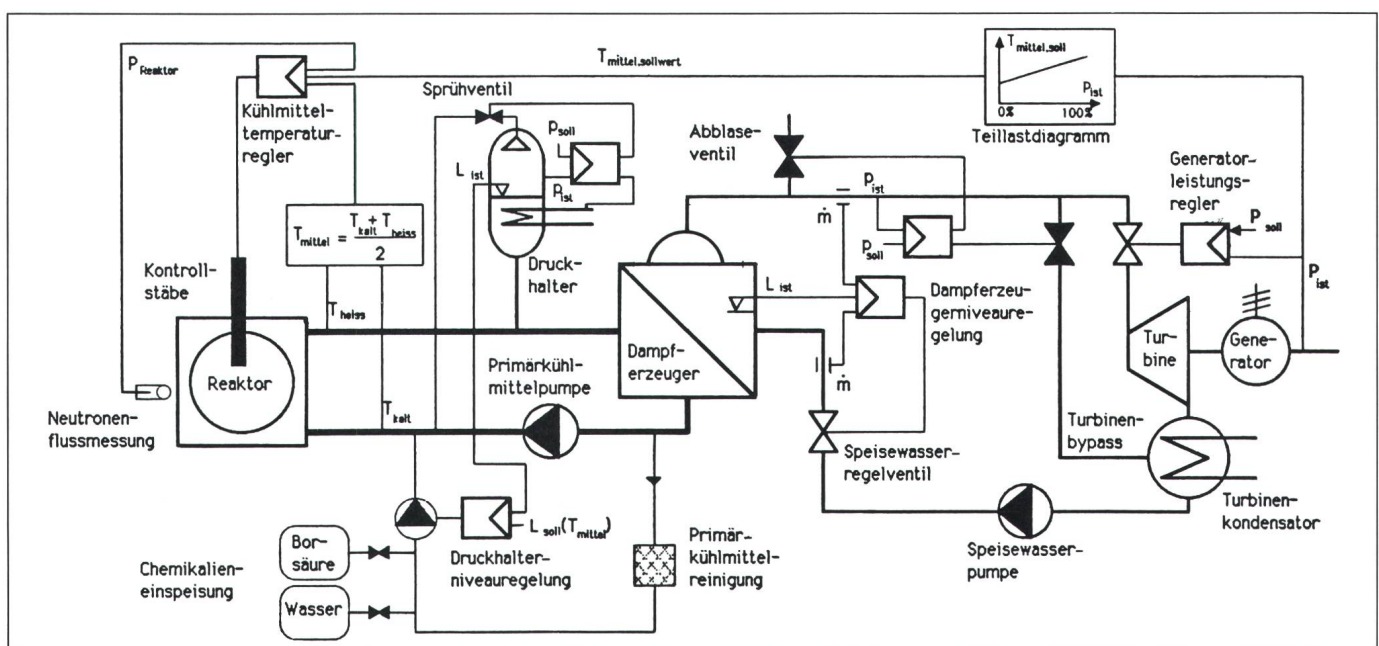 P Reaktor
Kühlmittel-
temperatur-
regler
T mittel,sollwert
Sprühventil
P soll
L ist
P ist
Druck-
halter
T mittel,soll
P ist
0%
100%
Teillastdiagramm
Abblase-
ventil
P ist
ṁ
P soll
Generator-
leistungs-
regler
P soll
P ist
T mittel = T kalt + T heiss
2
Kontroll-
stäbe
T heiss
Reaktor
Neutronen-
flussmessung
T kalt
Primärkühl-
mittelpumpe
Dampf-
erzeuger
L ist
Dampferzeu-
gerniveaure-
gelung
ṁ
Tur-
bine
Gene-
rator
Turbinen-
bypass
Speisewasser-
regelventil
Turbinen-
kondensator
Speisewasser-
pumpe
L soll (T mittel)
Druckhalter-
niveauregelung
Primär-
kühlmittel-
reinigung
Chemikalien-
einspeisung
Bor-
säure
Wasser